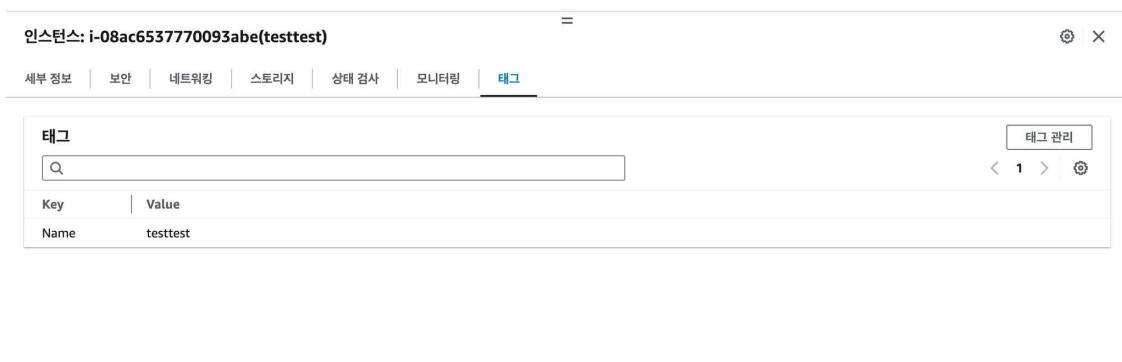 인스턴스: i-08ac6537770093abe(testtest)
세부 정보 보안 네트워킹 스토리지 상태 검사 모니터링 태그
태그 태그 관리
1
Key Value
Name testtest